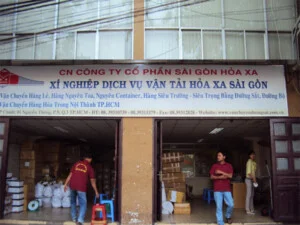 CN CÔNG TY CỔ PHẦN SÀI GÒN HỎA XA
XÍ NGHIỆP DỊCH VỤ VẬN TẢI HỎA XA SÀI GÒN
Vận Chuyển Hàng Lẻ, Hàng Nguyên Toa, Nguyên Container, Hàng Siêu Trường - Siêu Trọng Bằng Đường Sắt, Đường Bộ
Vận Chuyển Hàng Hóa Trong Nội Thành TP.HCM